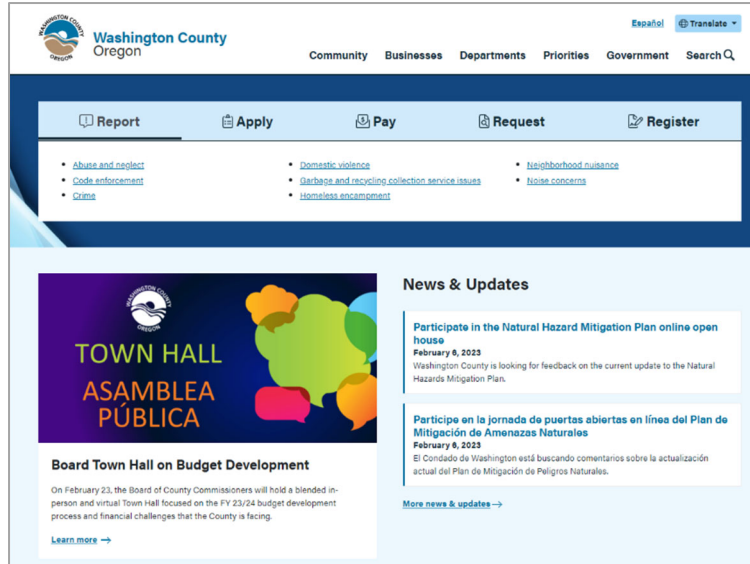 WASHINGTON COUNTY
OREGON
Washington County
Oregon
Español
Translate
Community Businesses Departments Priorities Government Search
Report Apply Pay Request Register
Abuse and neglect
Code enforcement
Crime
Domestic violence
Garbage and recycling collection service issues
Homeless encampment
Neighborhood nuisance
Noise concerns
WASHINGTON COUNTY
OREGON
TOWN HALL
ASAMBLEA
PÚBLICA
Board Town Hall on Budget Development
On February 23, the Board of County Commissioners will hold a blended in-
person and virtual Town Hall focused on the FY 23/24 budget development
process and financial challenges that the County is facing.
Learn more →
News & Updates
Participate in the Natural Hazard Mitigation Plan online open
house
February 6, 2023
Washington County is looking for feedback on the current update to the Natural
Hazards Mitigation Plan.
Participe en la jornada de puertas abiertas en línea del Plan de
Mitigación de Amenazas Naturales
February 6, 2023
El Condado de Washington está buscando comentarios sobre la actualización
actual del Plan de Mitigación de Peligros Naturales.
More news & updates →